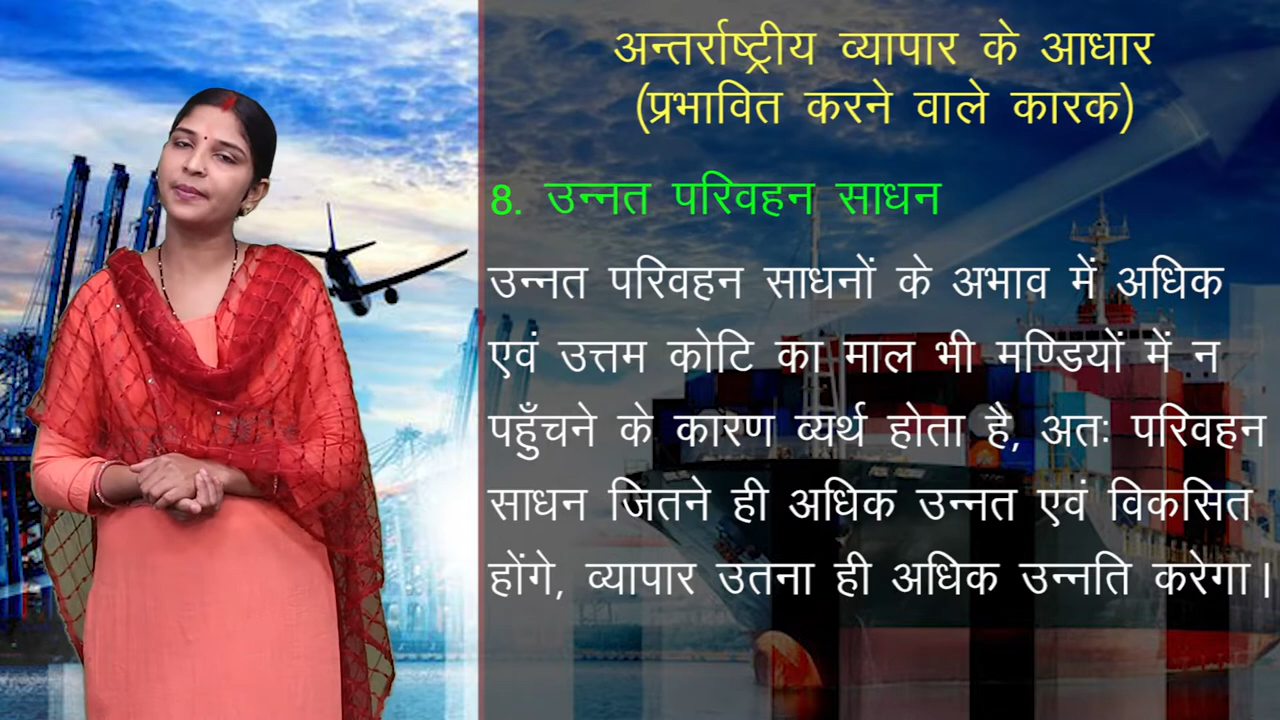 अन्तर्राष्ट्रीय व्यापार के आधार
(प्रभावित करने वाले कारक)
8. उन्नत परिवहन साधन
उन्नत परिवहन साधनों के अभाव में अधिक
एवं उत्तम कोटि का माल भी मण्डियों में न
पहुँचने के कारण व्यर्थ होता है, अतः परिवहन
साधन जितने ही अधिक उन्नत एवं विकसित
होंगे, व्यापार उतना ही अधिक उन्नति करेगा।